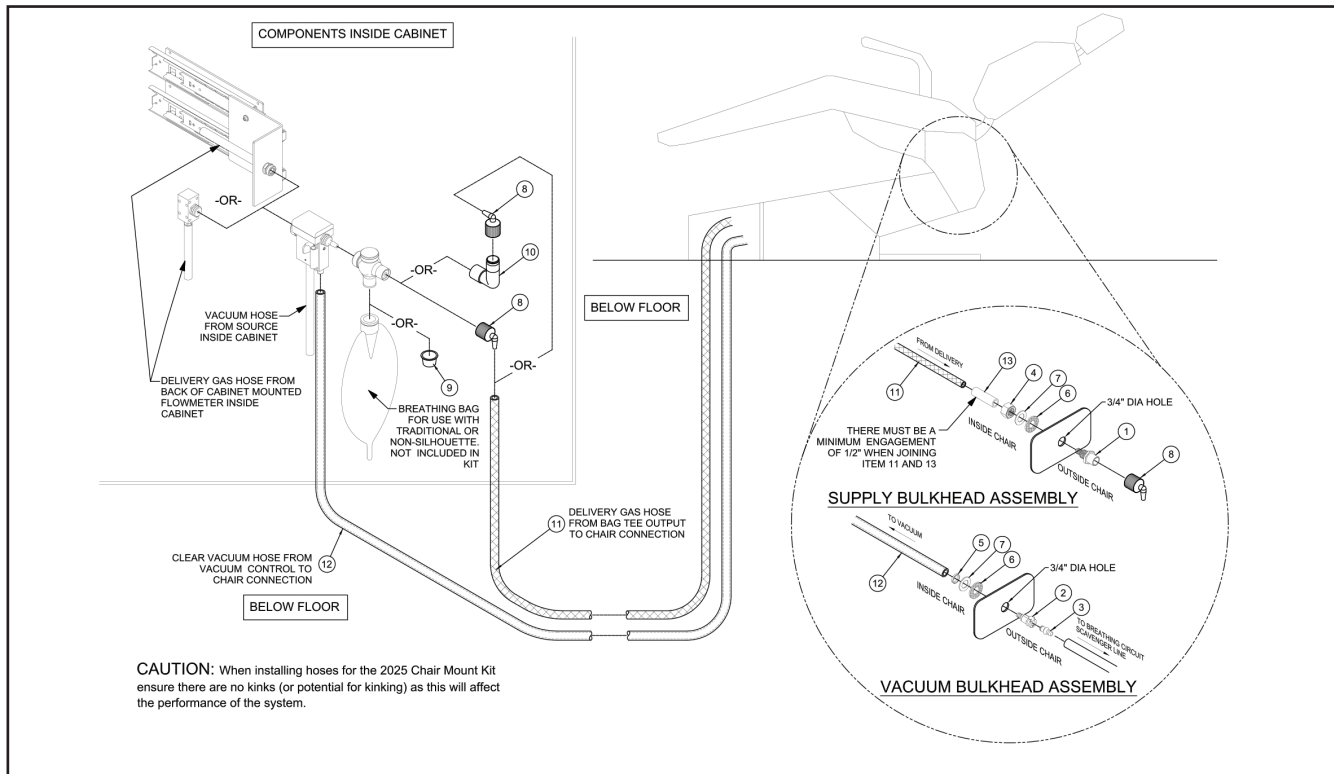 COMPONENTS INSIDE CABINET
-OR-
VACUUM HOSE
FROM SOURCE
INSIDE CABINET
DELIVERY GAS HOSE FROM
BACK OF CABINET MOUNTED
FLOWMETER INSIDE
CABINET
8
-OR-
10
8
-OR-
9
-OR-
BREATHING BAG
FOR USE WITH
TRADITIONAL OR
NON-SILHOUETTE.
NOT INCLUDED IN
KIT
BELOW FLOOR
11
DELIVERY GAS HOSE
FROM BAG TEE OUTPUT
TO CHAIR CONNECTION
CLEAR VACUUM HOSE FROM
VACUUM CONTROL TO
CHAIR CONNECTION
12
BELOW FLOOR
CAUTION: When installing hoses for the 2025 Chair Mount Kit
ensure there are no kinks (or potential for kinking) as this will affect
the performance of the system.
FROM DELIVERY
11
13
4
7
6
3/4" DIA HOLE
1
8
THERE MUST BE A
MINIMUM ENGAGEMENT
OF 1/2" WHEN JOINING
ITEM 11 AND 13
INSIDE CHAIR
OUTSIDE CHAIR
SUPPLY BULKHEAD ASSEMBLY
TO VACUUM
12
5
7
6
3/4" DIA HOLE
2
3
INSIDE CHAIR
OUTSIDE CHAIR
TO BREATHING CIRCUIT
SCAVENGER LINE
VACUUM BULKHEAD ASSEMBLY